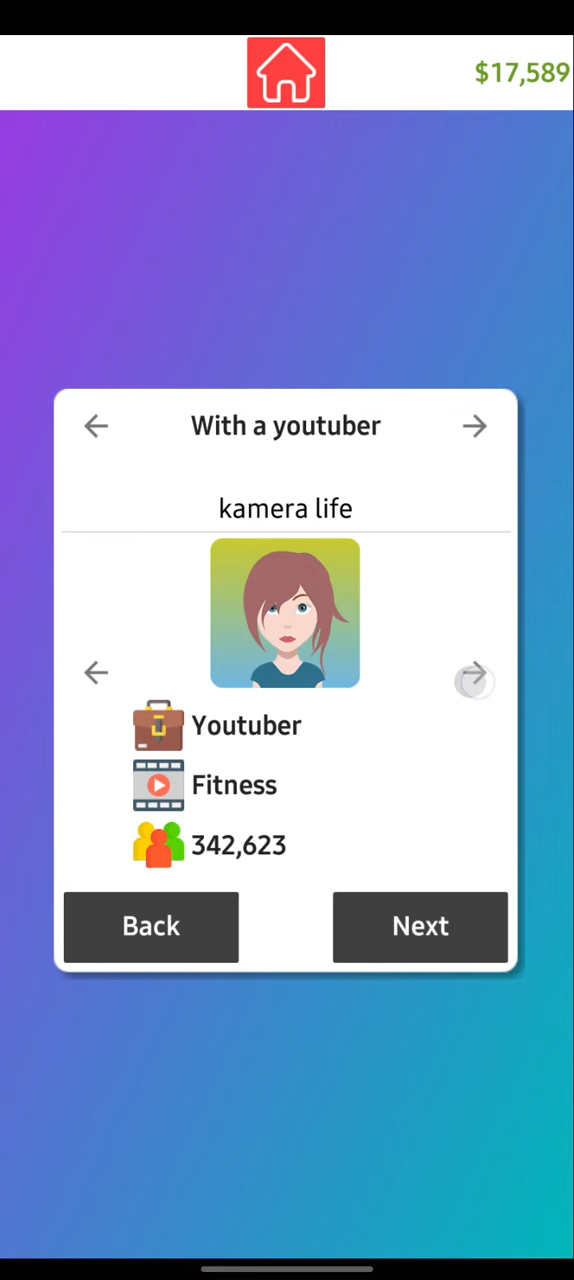 $17,589
With a youtuber
kamera life
Youtuber
Fitness
342,623
Back
Next